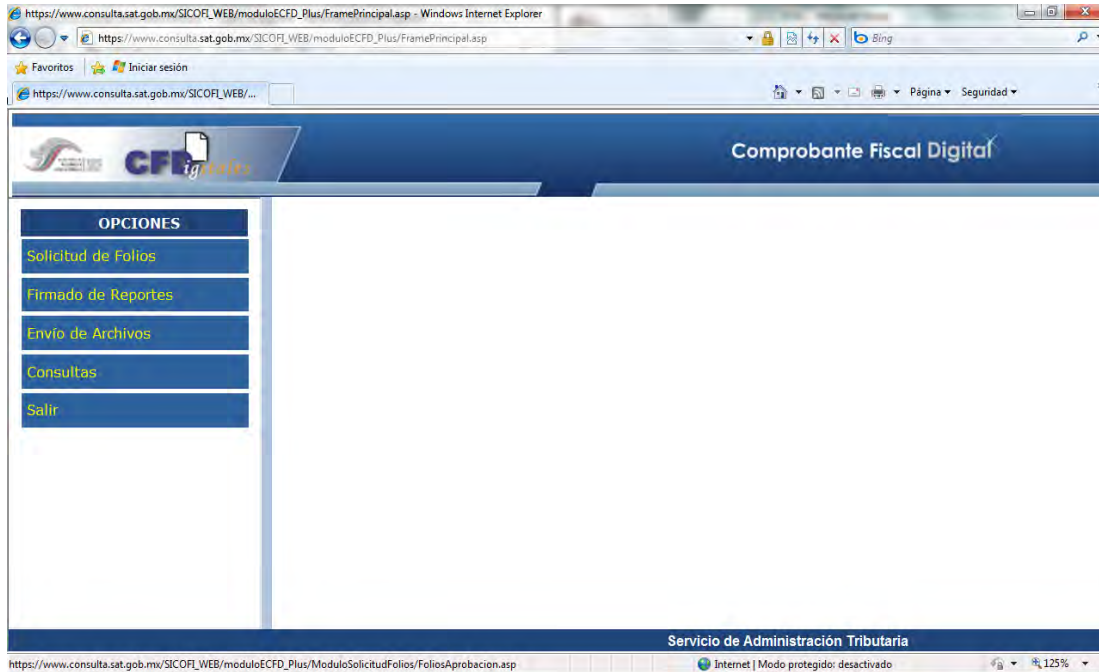 https://www.consulta.sat.gob.mx/SICOFI_WEB/moduloECFD_Plus/FramePrincipal.asp - Windows Internet Explorer
https://www.consulta.sat.gob.mx/SICOFI_WEB/moduloECFD_Plus/FramePrincipal.asp Bing
Favoritos Iniciar sesión
https://www.consulta.sat.gob.mx/SICOFI_WEB/... Página Seguridad
CFDigitales Comprobante Fiscal Digital
OPCIONES
Solicitud de Folios
Firmado de Reportes
Envío de Archivos
Consultas
Salir
Servicio de Administración Tributaria
https://www.consulta.sat.gob.mx/SICOFI_WEB/moduloECFD_Plus/ModuloSolicitudFolios/FoliosAprobacion.asp Internet | Modo protegido: desactivado 125%